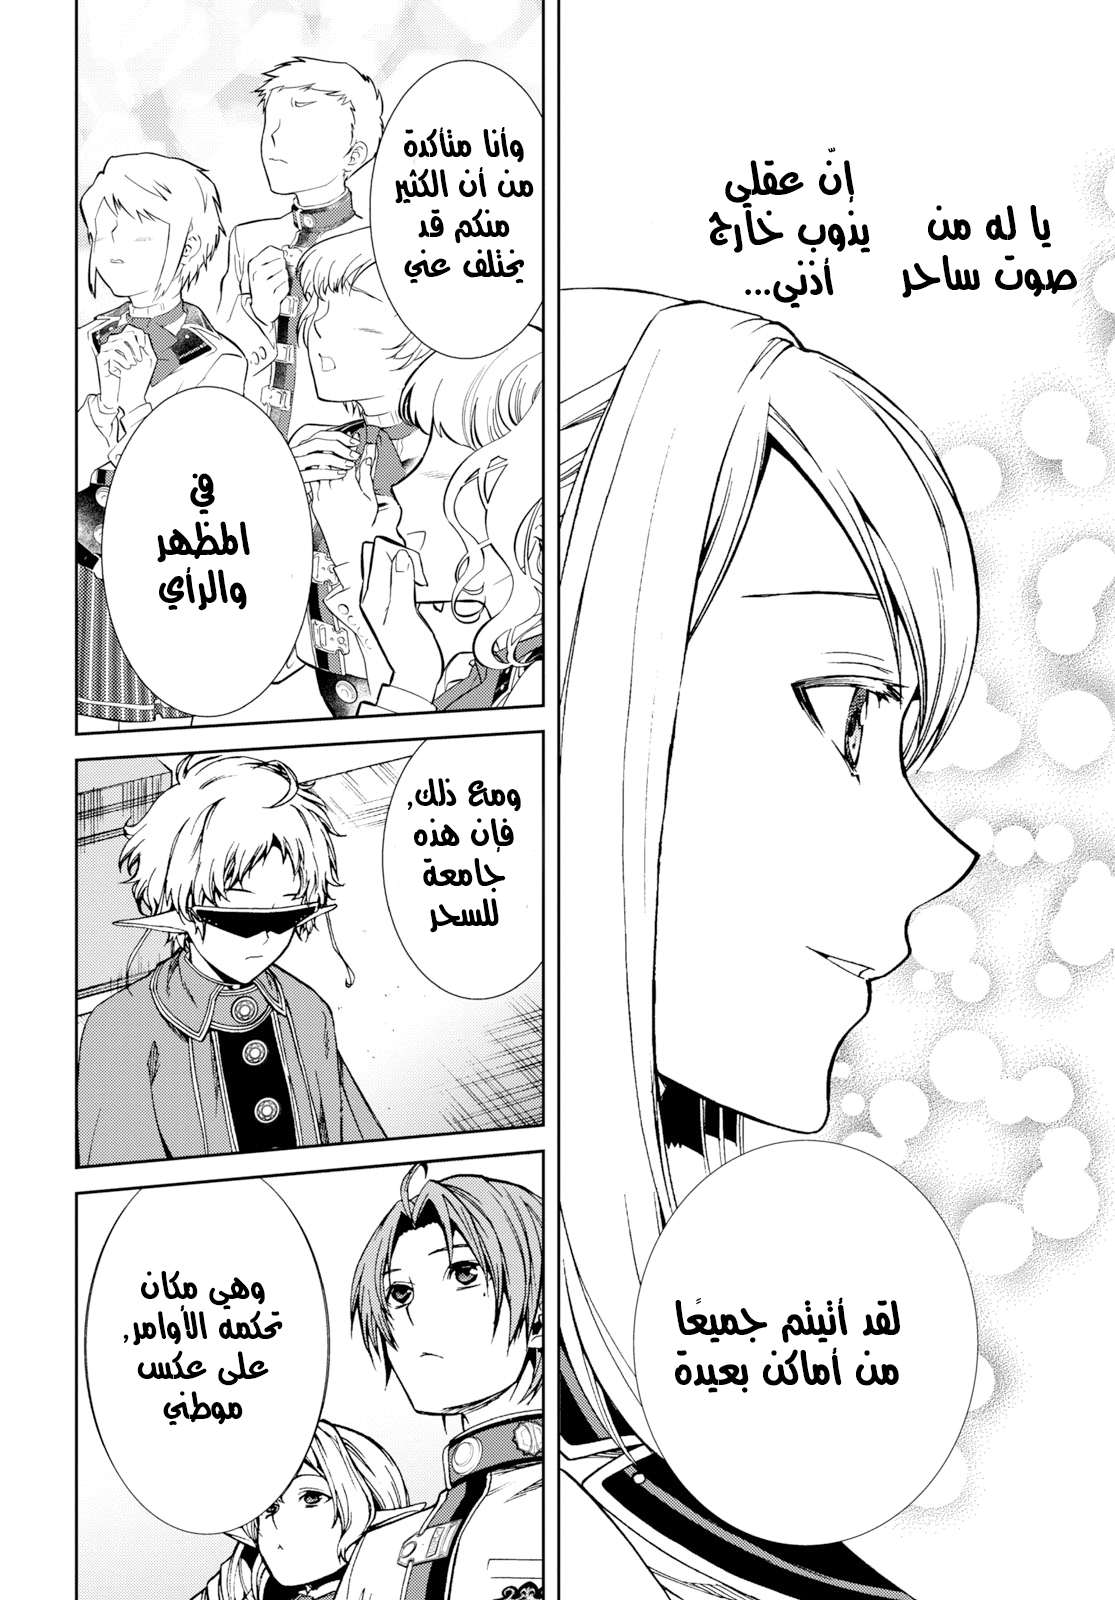 يا له من
صوت ساحر
إنّ عقلي
يذوب خارج
أذني...
لقد أتيتم جميعًا
من أماكن بعيدة
وأنا متأكدة
من أن الكثير
منكم قد
يختلف عني
في
المظهر
والرأي
ومع ذلك,
فإن هذه
جامعة
للسحر
وهي مكان
تحكمه الأوامر,
على عكس
موطني